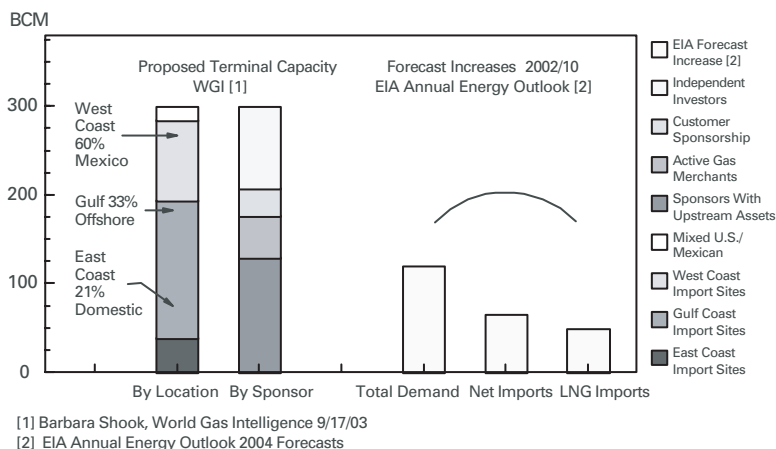 BCM
300
200
100
0
Proposed Terminal Capacity
WGI [1]
Forecast Increases 2002/10
EIA Annual Energy Outlook [2]
West
Coast
60%
Mexico
Gulf 33%
Offshore
East
Coast
21%
Domestic
By Location
By Sponsor
Total Demand
Net Imports
LNG Imports
EIA Forecast
Increase [2]
Independent
Investors
Customer
Sponsorship
Active Gas
Merchants
Sponsors With
Upstream Assets
Mixed U.S./
Mexican
West Coast
Import Sites
Gulf Coast
Import Sites
East Coast
Import Sites
[1] Barbara Shook, World Gas Intelligence 9/17/03
[2] EIA Annual Energy Outlook 2004 Forecasts